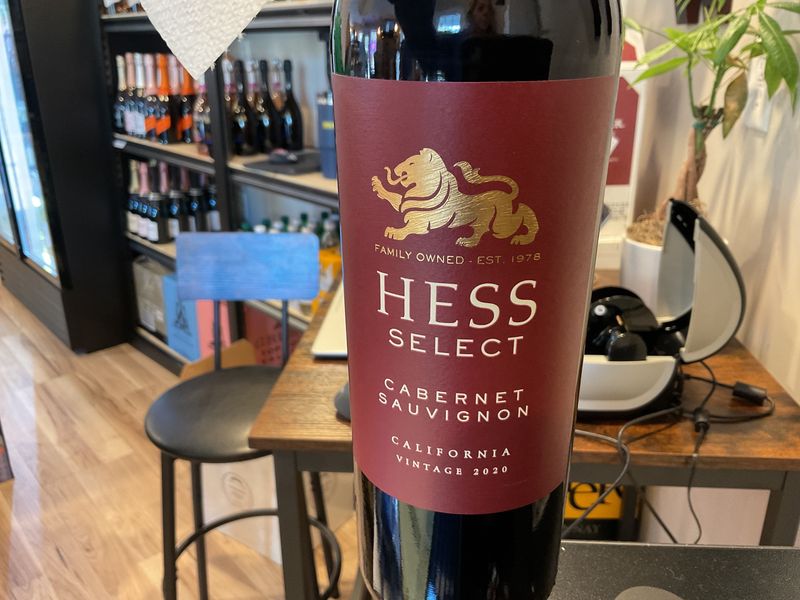 FAMILY OWNED - EST. 1978
HESS
SELECT
CABERNET
SAUVIGNON
CALIFORNIA
VINTAGE 2020